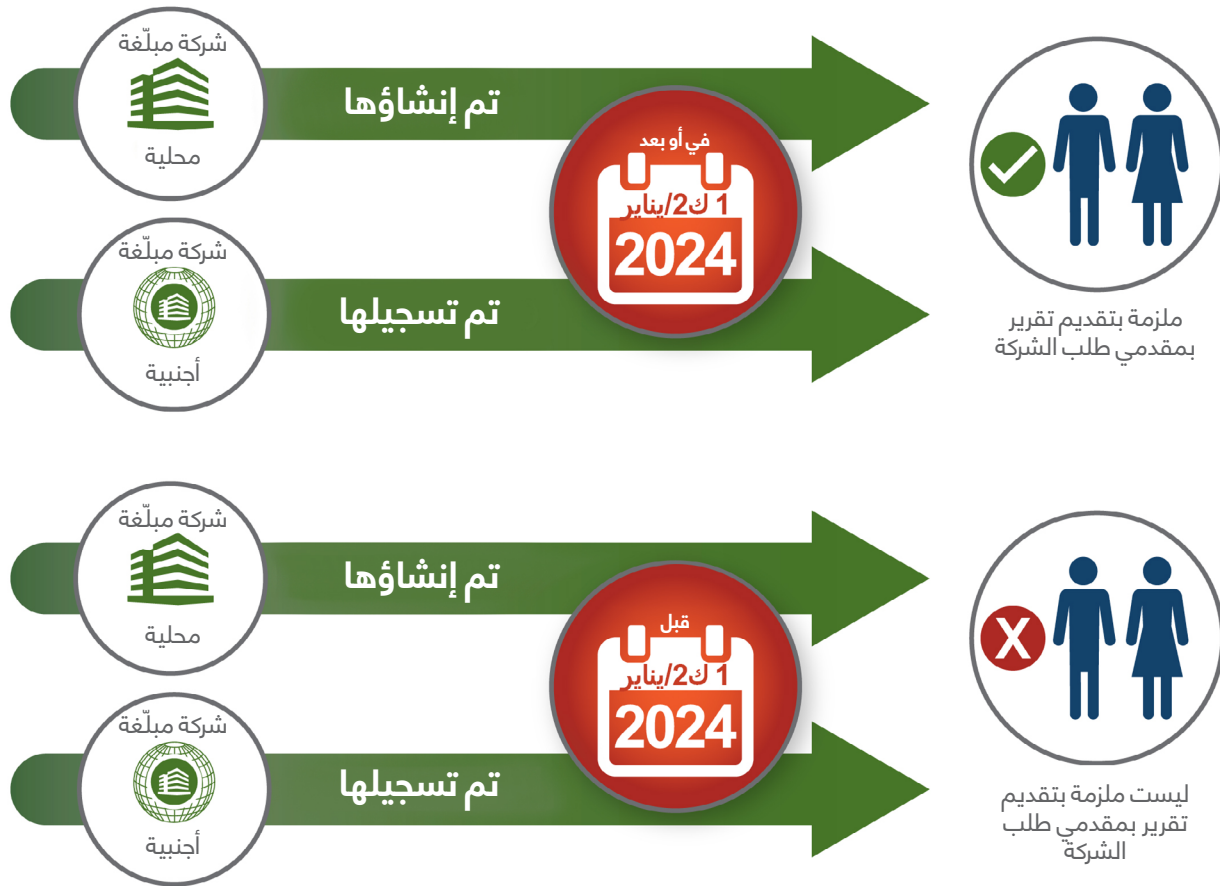 شركة مبلّغة
محلية
تم إنشاؤها
في أو بعد
1 ك2/يناير
2024
شركة مبلّغة
أجنبية
تم تسجيلها
ملزمة بتقديم تقرير
بمقدمي طلب الشركة
شركة مبلّغة
محلية
تم إنشاؤها
قبل
1 ك2/يناير
2024
شركة مبلّغة
أجنبية
تم تسجيلها
X
ليست ملزمة بتقديم
تقرير بمقدمي طلب
الشركة